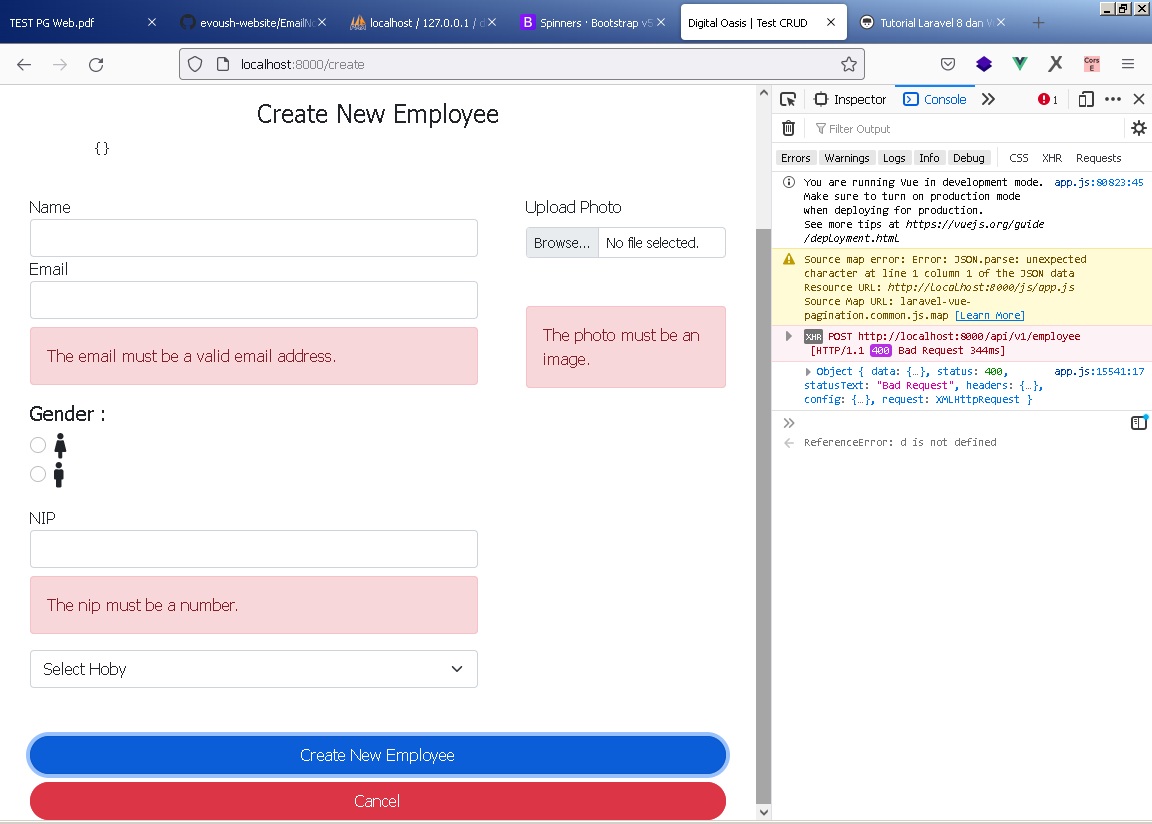 TEST PG Web.pdf
evoush-website/EmailNo
localhost / 127.0.0.1 / d
B Spinners · Bootstrap v5
Digital Oasis | Test CRUD
Tutorial Laravel 8 dan V
localhost:8000/create
Cors
E
Create New Employee
{}
Name
Email
The email must be a valid email address.
Gender :
NIP
The nip must be a number.
Select Hoby
Create New Employee
Cancel
Upload Photo
Browse... No file selected.
The photo must be an
image.
Inspector Console 1
Filter Output
Errors Warnings Logs Info Debug CSS XHR Requests
You are running Vue in development mode. app.js:80823:45
Make sure to turn on production mode
when deploying for production.
See more tips at https://vuejs.org/guide
/deployment.html
Source map error: Error: JSON.parse: unexpected
character at line 1 column 1 of the JSON data
Resource URL: http://localhost:8000/js/app.js
Source Map URL: laravel-vue-
pagination.common.js.map [Learn More]
XHR POST http://localhost:8000/api/v1/employee
[HTTP/1.1 400 Bad Request 344ms]
Object { data: {…}, status: 400, app.js:15541:17
statusText: "Bad Request", headers: {…},
config: {…}, request: XMLHttpRequest }
ReferenceError: d is not defined